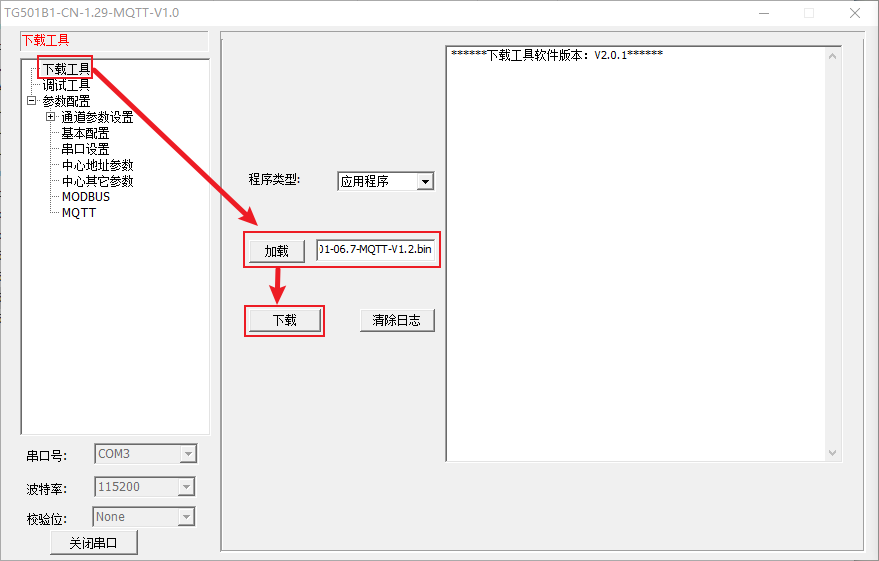 TG501B1-CN-1.29-MQTT-V1.0
下载工具
下载工具
调试工具
参数配置
通道参数设置
基本配置
串口设置
中心地址参数
中心其它参数
MODBUS
MQTT
串口号:
COM3
波特率:
115200
校验位:
None
关闭串口
程序类型:
应用程序
加载
01-06.7-MQTT-V1.2.bin
下载
清除日志
******下载工具软件版本: V2.0.1******